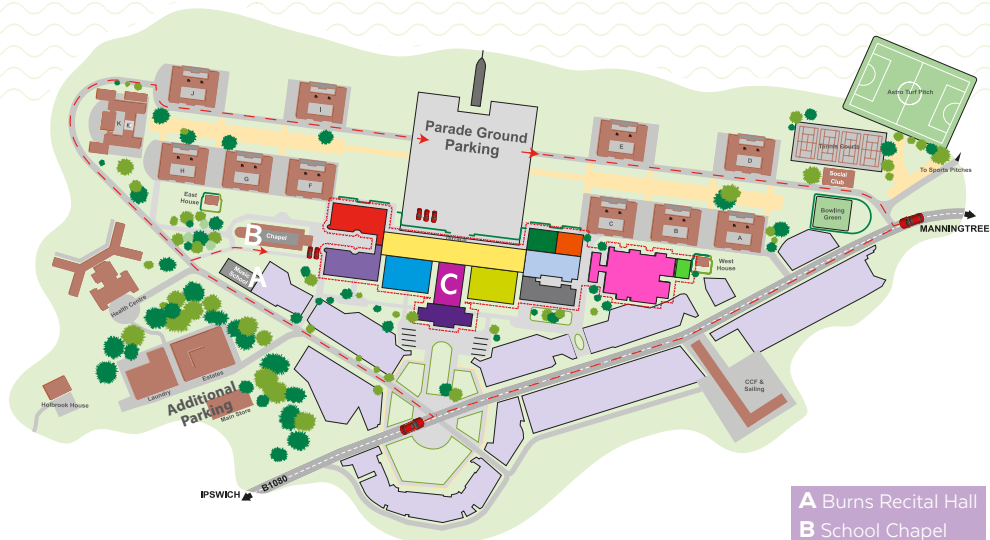 J
I
K
K
H
G
F
E
D
C
B
A
Parade Ground
Parking
Astro Turf Pitch
Tennis Courts
Social
Club
To Sports Pitches
Bowling
Green
MANNINGTREE
East
House
B
Chapel
Music
School
A
C
West
House
Health Centre
Holbrook House
Laundry
Estates
Additional
Parking
Main Store
CCF &
Sailing
IPSWICH
B1080
A Burns Recital Hall
B School Chapel